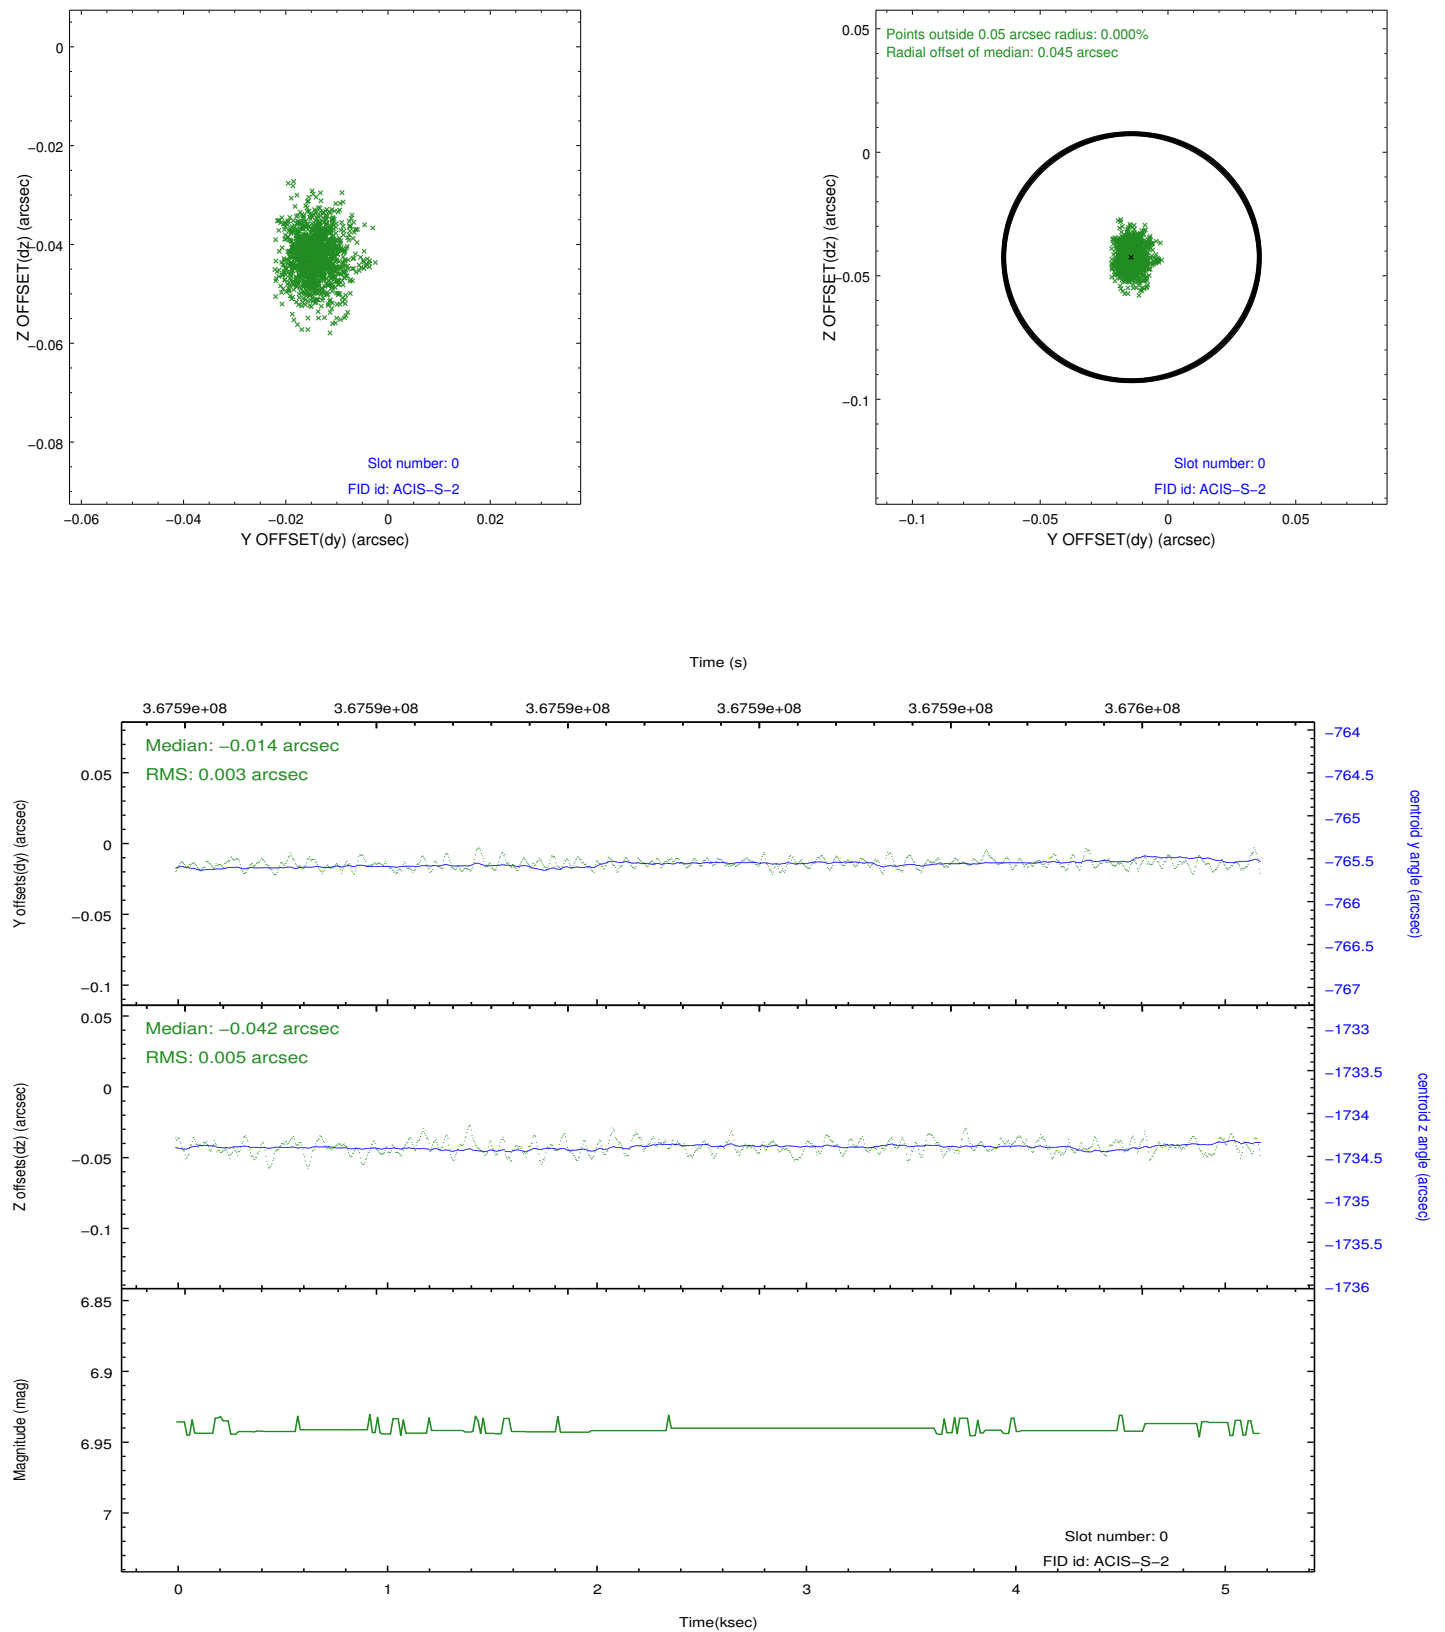 0
−0.02
−0.04
−0.06
−0.08
Z OFFSET(dz) (arcsec)
Slot number: 0
FID id: ACIS−S−2
−0.06
−0.04
−0.02
0
0.02
Y OFFSET(dy) (arcsec)
Points outside 0.05 arcsec radius: 0.000%
Radial offset of median: 0.045 arcsec
0.05
0
−0.05
−0.1
Z OFFSET(dz) (arcsec)
Slot number: 0
FID id: ACIS−S−2
−0.1
−0.05
0
0.05
Y OFFSET(dy) (arcsec)
Time (s)
3.6759e+08
3.6759e+08
3.6759e+08
3.6759e+08
3.6759e+08
3.676e+08
Median: −0.014 arcsec
RMS: 0.003 arcsec
0.05
0
−0.05
−0.1
Y offsets(dy) (arcsec)
−764
−764.5
−765
−765.5
−766
−766.5
−767
centroid y angle (arcsec)
Median: −0.042 arcsec
RMS: 0.005 arcsec
0.05
0
−0.05
−0.1
Z offsets(dz) (arcsec)
−1733
−1733.5
−1734
−1734.5
−1735
−1735.5
−1736
centroid z angle (arcsec)
6.85
6.9
6.95
7
Magnitude (mag)
Slot number: 0
FID id: ACIS−S−2
0
1
2
3
4
5
Time(ksec)